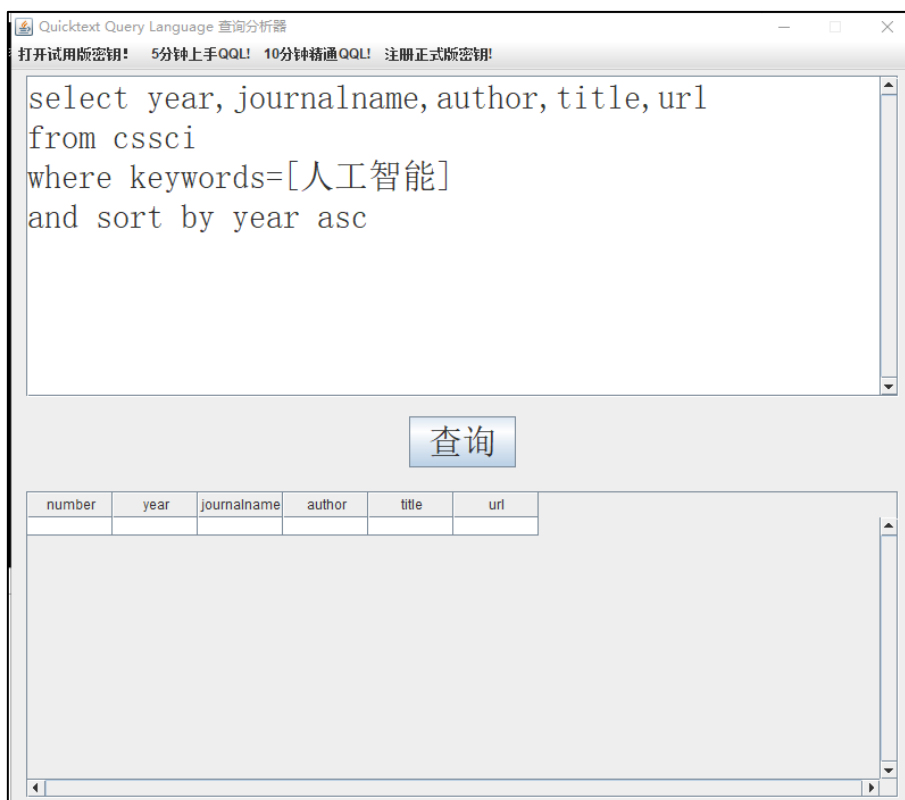 Quicktext Query Language 查询分析器
打开试用版密钥! 5分钟上手QQL! 10分钟精通QQL! 注册正式版密钥!
select year,journalname,author,title,url
from cssci
where keywords=[人工智能]
and sort by year asc
查询
number year journalname author title url